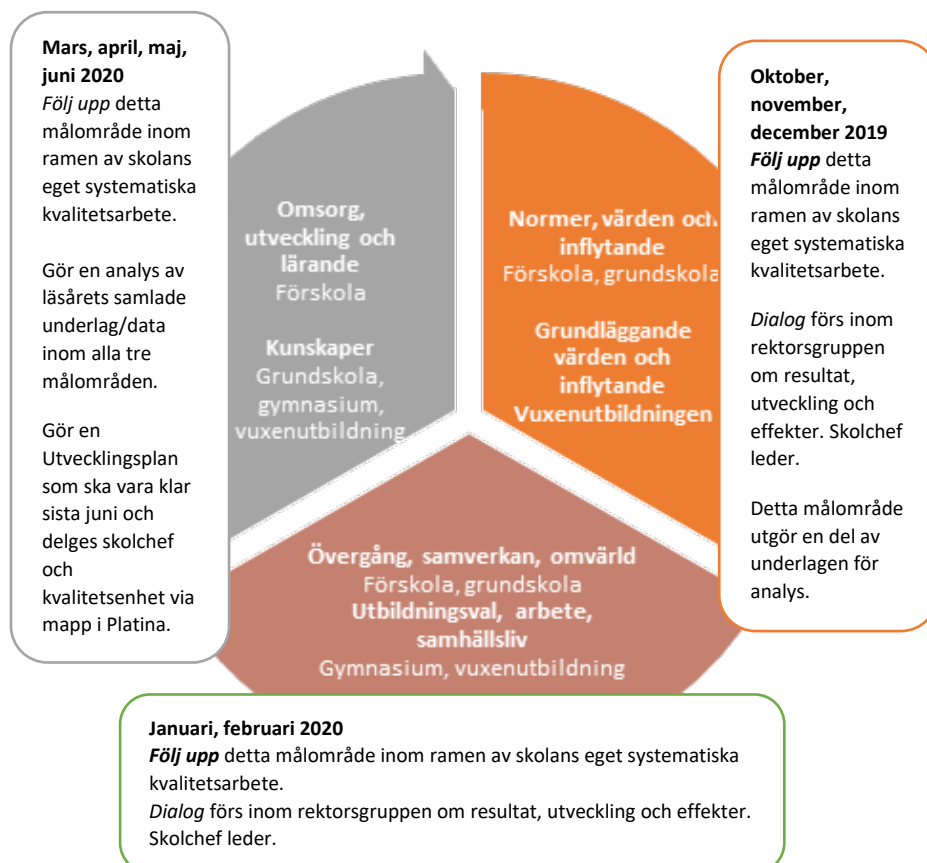 Mars, april, maj,
juni 2020
Följ upp detta
målområde inom
ramen av skolans
eget systematiska
kvalitetsarbete.
Gör en analys av
läsårets samlade
underlag/data
inom alla tre
målområden.
Gör en
Utvecklingsplan
som ska vara klar
sista juni och
delges skolchef
och
kvalitetsenhet via
mapp i Platina.
Omsorg,
utveckling och
lärande
Förskola
Kunskaper
Grundskola,
gymnasium,
vuxenutbildning
Normer, värden och
inflytande
Förskola, grundskola
Grundläggande
värden och
inflytande
Vuxenutbildningen
Oktober,
november,
december 2019
Följ upp detta
målområde inom
ramen av skolans
eget systematiska
kvalitetsarbete.
Dialog förs inom
rektorsgruppen
om resultat,
utveckling och
effekter. Skolchef
leder.
Detta målområde
utgör en del av
underlagen för
analys.
Övergång, samverkan, omvärld
Förskola, grundskola
Utbildningsval, arbete,
samhällsliv
Gymnasium, vuxenutbildning
Januari, februari 2020
Följ upp detta målområde inom ramen av skolans eget systematiska
kvalitetsarbete.
Dialog förs inom rektorsgruppen om resultat, utveckling och effekter.
Skolchef leder.